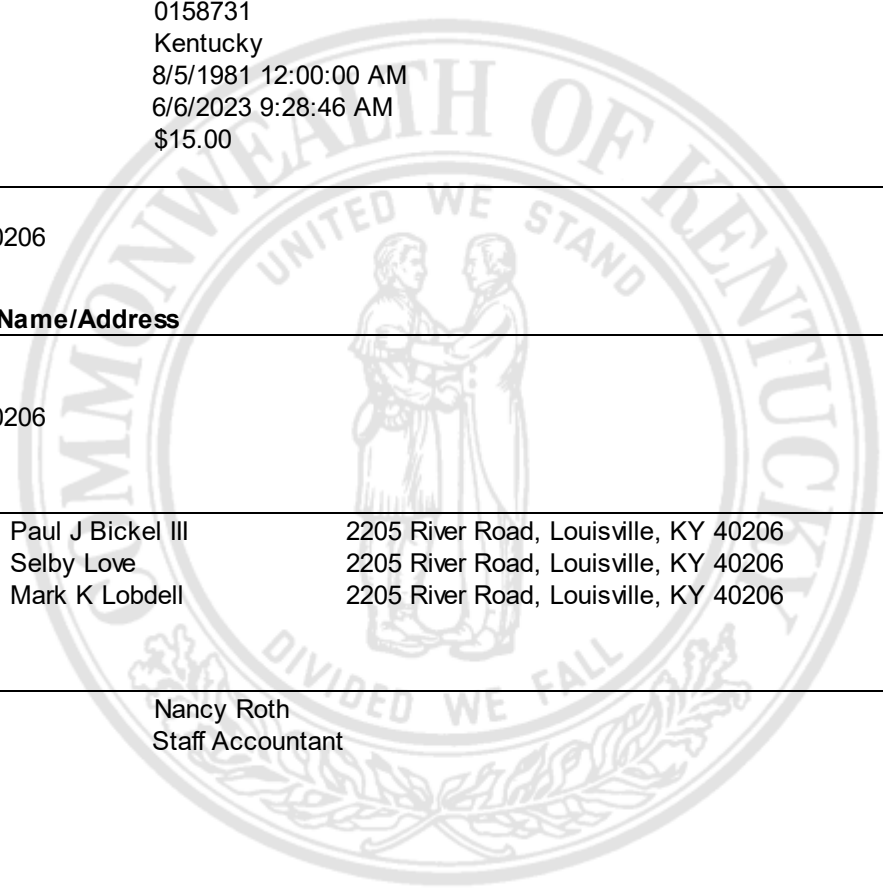 0158731
Kentucky
8/5/1981 12:00:00 AM
6/6/2023 9:28:46 AM
$15.00
0206
Name/Address
0206
Paul J Bickel III 2205 River Road, Louisville, KY 40206
Selby Love 2205 River Road, Louisville, KY 40206
Mark K Lobdell 2205 River Road, Louisville, KY 40206
Nancy Roth
Staff Accountant
COMMONWEALTH OF KENTUCKY
UNITED WE STAND
DIVIDED WE FALL